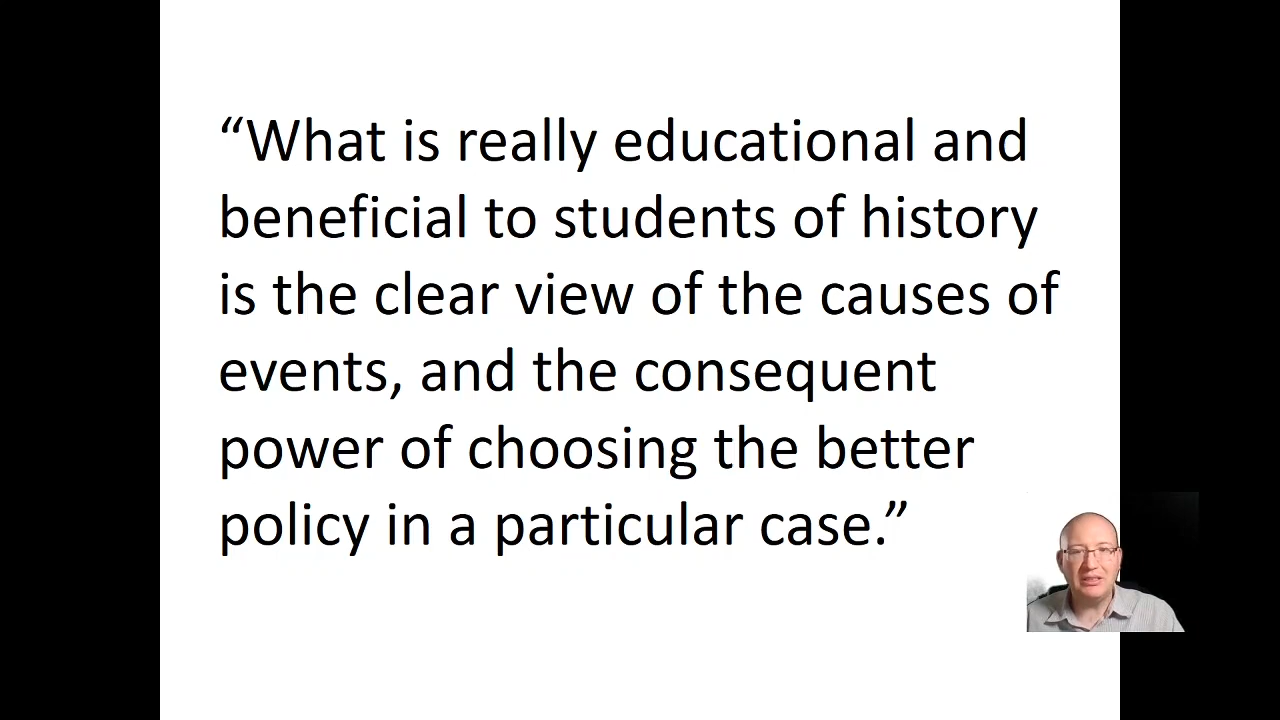 “What is really educational and
beneficial to students of history
is the clear view of the causes of
events, and the consequent
power of choosing the better
policy in a particular case.”